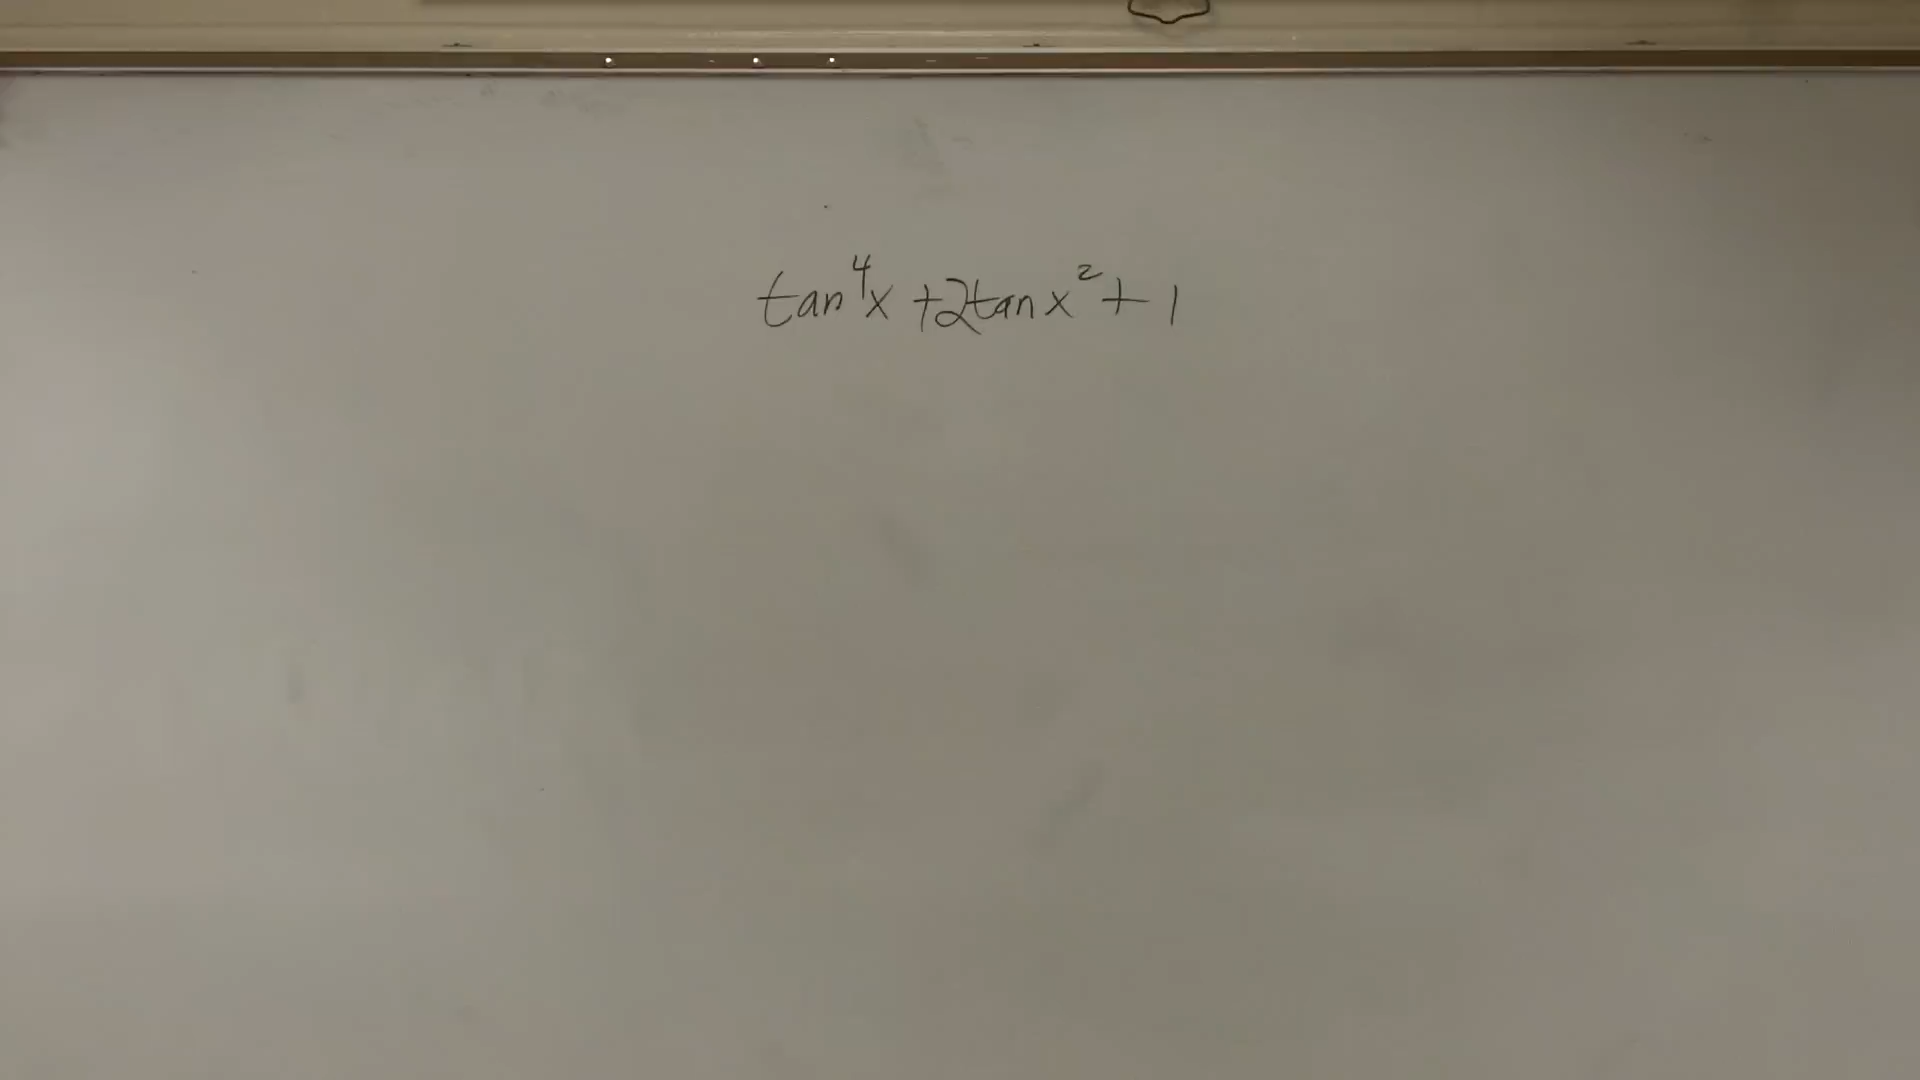 tan⁴x + 2tanx² + 1